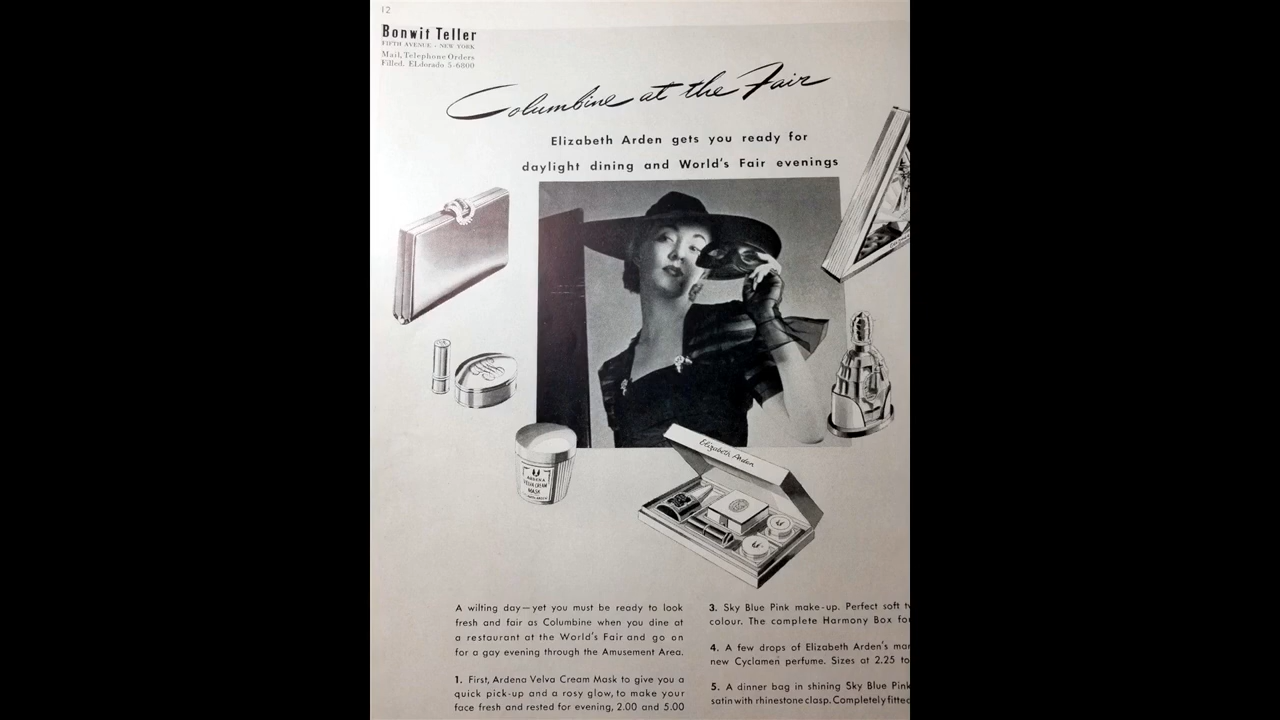 12
Bonwit Teller
FIFTH AVENUE - NEW YORK
Mail, Telephone Orders
Filled. ELdorado 5-6800
Columbine at the Fair
Elizabeth Arden gets you ready for
daylight dining and World's Fair evenings
ARDENA
VELVA CREAM
MASK
Elizabeth Arden
A wilting day—yet you must be ready to look
fresh and fair as Columbine when you dine at
a restaurant at the World's Fair and go on
for a gay evening through the Amusement Area.
1. First, Ardena Velva Cream Mask to give you a
quick pick-up and a rosy glow, to make your
face fresh and rested for evening, 2.00 and 5.00
3. Sky Blue Pink make-up. Perfect soft
colour. The complete Harmony Box
4. A few drops of Elizabeth Arden's
new Cyclamen perfume. Sizes at 2.25 to
5. A dinner bag in shining Sky Blue Pink
satin with rhinestone clasp. Completely fitted